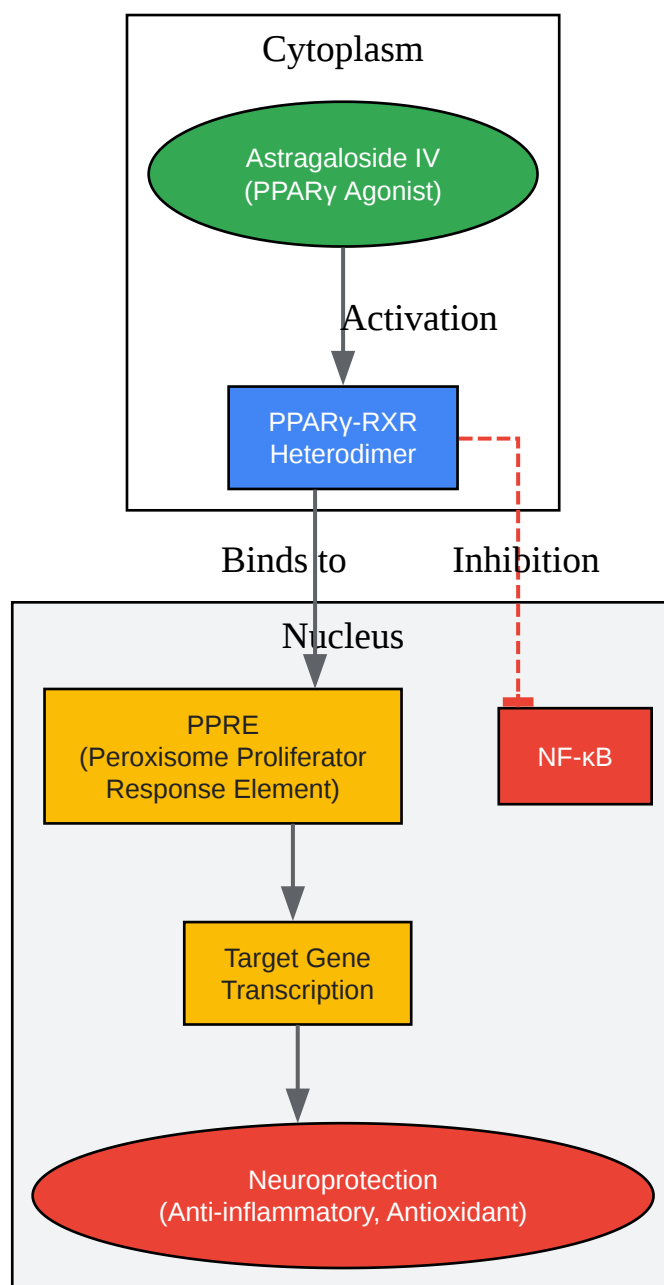 Cytoplasm
Astragaloside IV
(PPARγ Agonist)
Activation
PPARγ-RXR
Heterodimer
Binds to
Inhibition
Nucleus
PPRE
(Peroxisome Proliferator
Response Element)
NF-κB
Target Gene
Transcription
Neuroprotection
(Anti-inflammatory, Antioxidant)